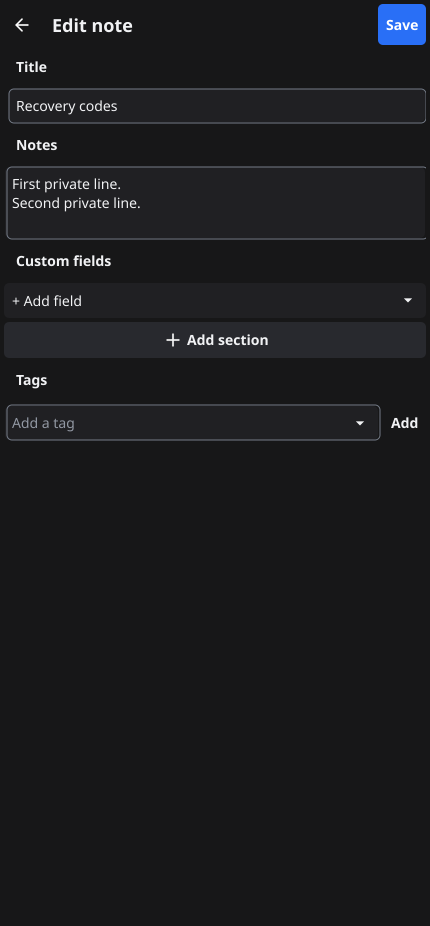 Edit note
Save
Title
Recovery codes
Notes
First private line.
Second private line.
Custom fields
+ Add field
Add section
Tags
Add a tag
Add